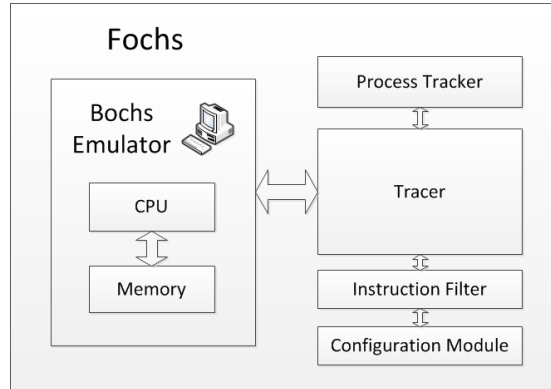 Fochs
Bochs
Emulator
CPU
Memory
Process Tracker
Tracer
Instruction Filter
Configuration Module